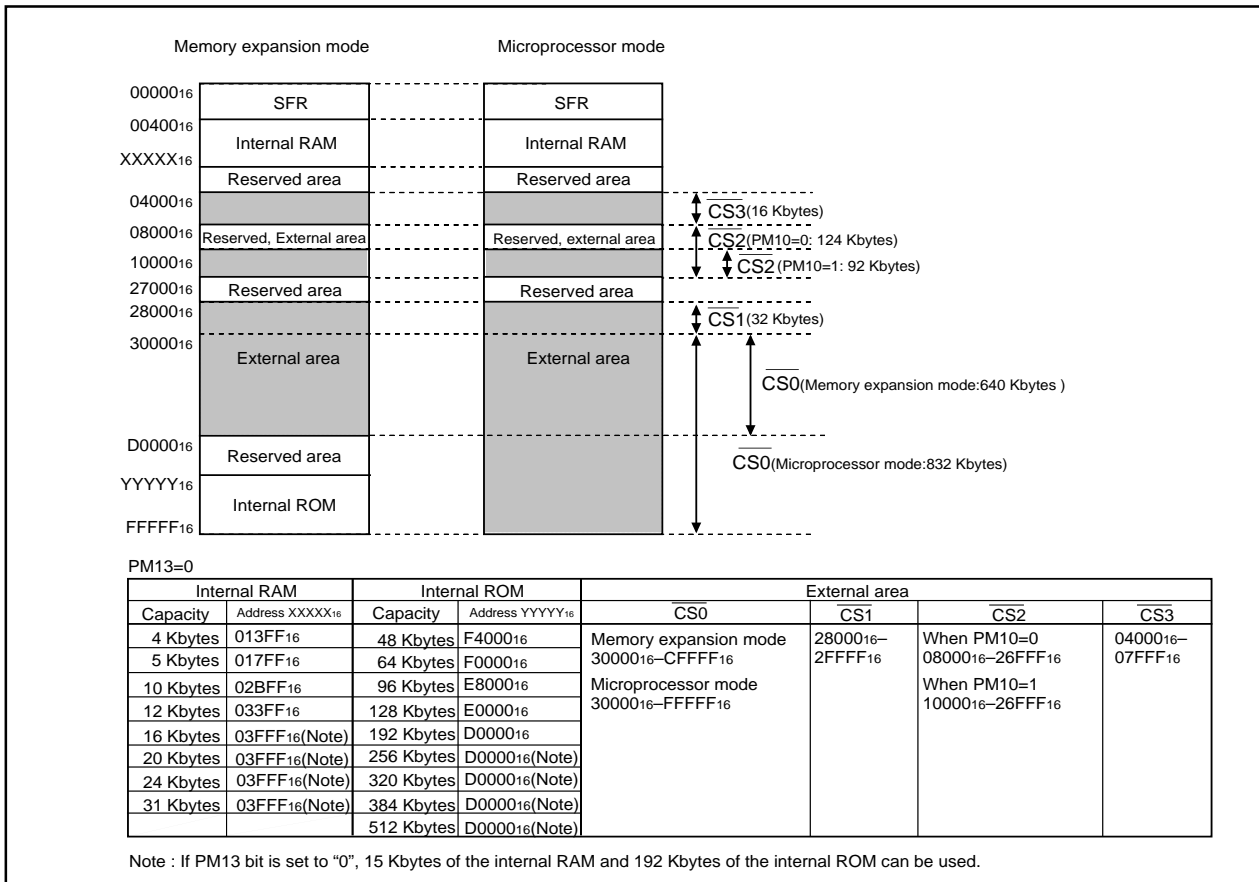 Memory expansion mode
Microprocessor mode
00000₁₆
SFR
SFR
00400₁₆
Internal RAM
Internal RAM
XXXXX₁₆
Reserved area
Reserved area
04000₁₆
CS3(16 Kbytes)
08000₁₆
Reserved, External area
Reserved, external area
CS2(PM10=0: 124 Kbytes)
10000₁₆
CS2 (PM10=1: 92 Kbytes)
27000₁₆
Reserved area
Reserved area
28000₁₆
CS1(32 Kbytes)
30000₁₆
External area
External area
CS0(Memory expansion mode:640 Kbytes )
D0000₁₆
Reserved area
CS0(Microprocessor mode:832 Kbytes)
YYYYY₁₆
Internal ROM
FFFFF₁₆
PM13=0
Internal RAM Internal ROM External area
Capacity Address XXXXX₁₆ Capacity Address YYYYY₁₆ CS0 CS1 CS2 CS3
4 Kbytes 013FF₁₆ 48 Kbytes F4000₁₆ Memory expansion mode 28000₁₆– When PM10=0 04000₁₆–
5 Kbytes 017FF₁₆ 64 Kbytes F0000₁₆ 30000₁₆–CFFFF₁₆ 2FFFF₁₆ 08000₁₆–26FFF₁₆ 07FFF₁₆
10 Kbytes 02BFF₁₆ 96 Kbytes E8000₁₆ Microprocessor mode When PM10=1
12 Kbytes 033FF₁₆ 128 Kbytes E0000₁₆ 30000₁₆–FFFFF₁₆ 10000₁₆–26FFF₁₆
16 Kbytes 03FFF₁₆(Note) 192 Kbytes D0000₁₆
20 Kbytes 03FFF₁₆(Note) 256 Kbytes D0000₁₆(Note)
24 Kbytes 03FFF₁₆(Note) 320 Kbytes D0000₁₆(Note)
31 Kbytes 03FFF₁₆(Note) 384 Kbytes D0000₁₆(Note)
512 Kbytes D0000₁₆(Note)
Note : If PM13 bit is set to “0”, 15 Kbytes of the internal RAM and 192 Kbytes of the internal ROM can be used.